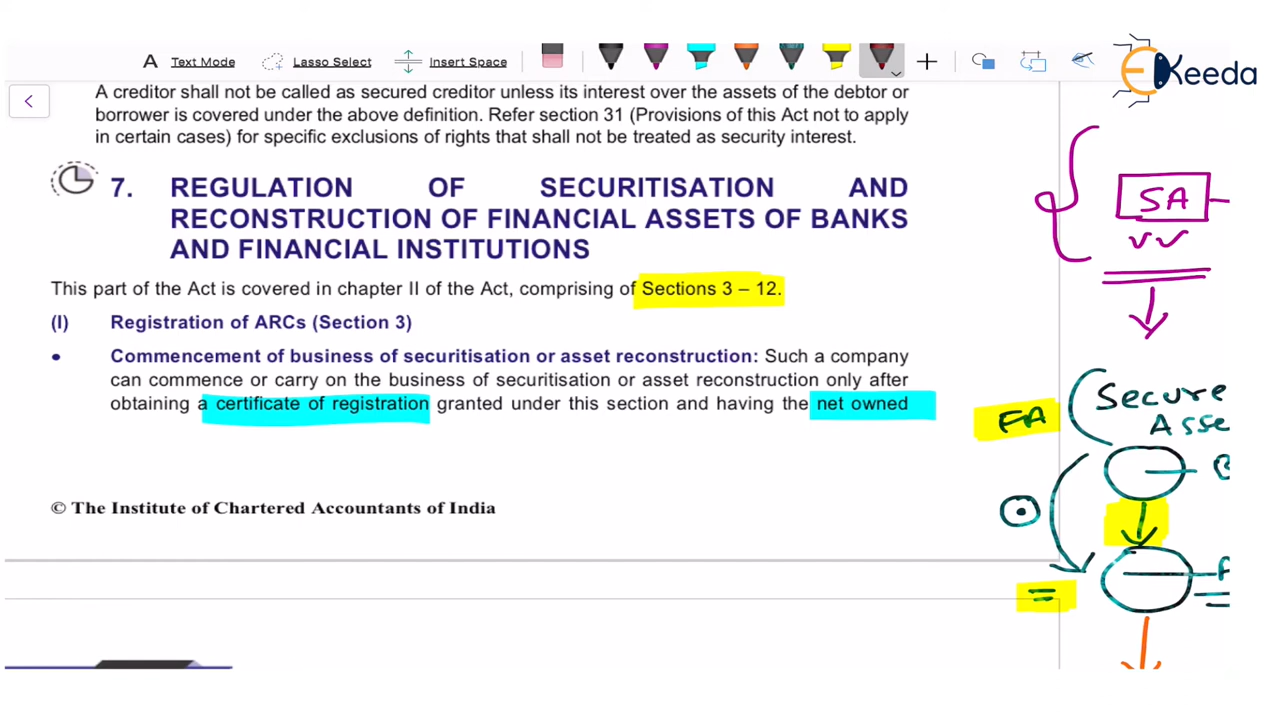 A Text Mode Lasso Select Insert Space
Keeda
A creditor shall not be called as secured creditor unless its interest over the assets of the debtor or
borrower is covered under the above definition. Refer section 31 (Provisions of this Act not to apply
in certain cases) for specific exclusions of rights that shall not be treated as security interest.
7. REGULATION OF SECURITISATION AND
RECONSTRUCTION OF FINANCIAL ASSETS OF BANKS
AND FINANCIAL INSTITUTIONS
This part of the Act is covered in chapter II of the Act, comprising of Sections 3 – 12.
(I) Registration of ARCs (Section 3)
• Commencement of business of securitisation or asset reconstruction: Such a company
can commence or carry on the business of securitisation or asset reconstruction only after
obtaining a certificate of registration granted under this section and having the net owned
© The Institute of Chartered Accountants of India
SA
FA
Secure
Asse